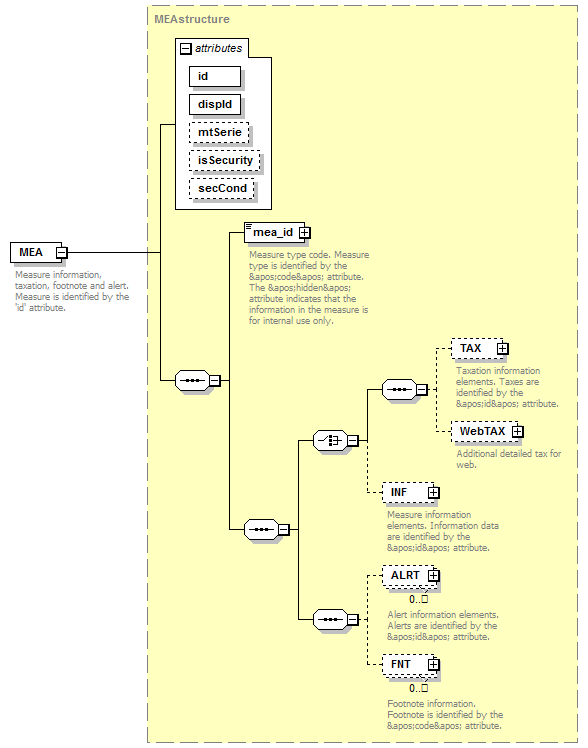 MEAstructure
attributes
id
dispId
mtSerie
isSecurity
secCond
mea_id
Measure type code. Measure
type is identified by the
&apos;code&apos; attribute.
The &apos;hidden&apos;
attribute indicates that the
information in the measure is
for internal use only.
MEA
Measure information,
taxation, footnote and alert.
Measure is identified by the
'id' attribute.
TAX
Taxation information
elements. Taxes are
identified by the
&apos;id&apos; attribute.
WebTAX
Additional detailed tax for
web.
INF
Measure information
elements. Information data
are identified by the
&apos;id&apos; attribute.
ALRT
0..
Alert information elements.
Alerts are identified by the
&apos;id&apos; attribute.
FNT
0..
Footnote information.
Footnote is identified by the
&apos;code&apos; attribute.